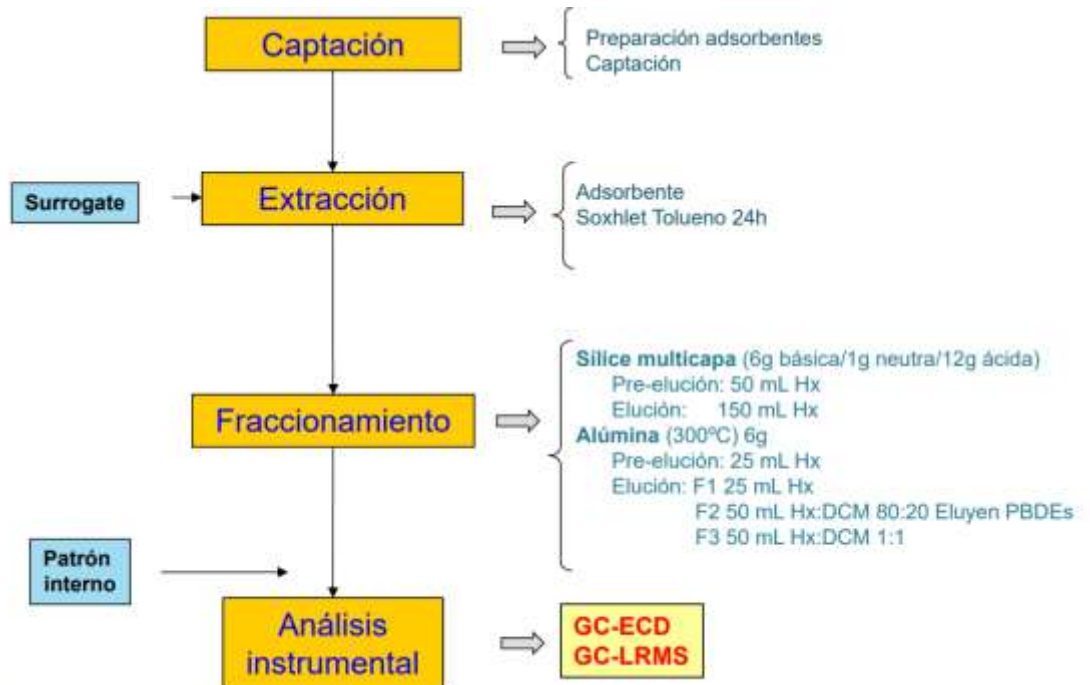 Captación
Preparación adsorbentes
Captación
Surrogate
Extracción
Adsorbente
Soxhlet Tolueno 24h
Fraccionamiento
Sílice multicapa (6g básica/1g neutra/12g ácida)
Pre-elución: 50 mL Hx
Elución: 150 mL Hx
Alúmina (300ºC) 6g
Pre-elución: 25 mL Hx
Elución: F1 25 mL Hx
F2 50 mL Hx:DCM 80:20 Eluyen PBDEs
F3 50 mL Hx:DCM 1:1
Patrón
interno
Análisis
instrumental
GC-ECD
GC-LRMS